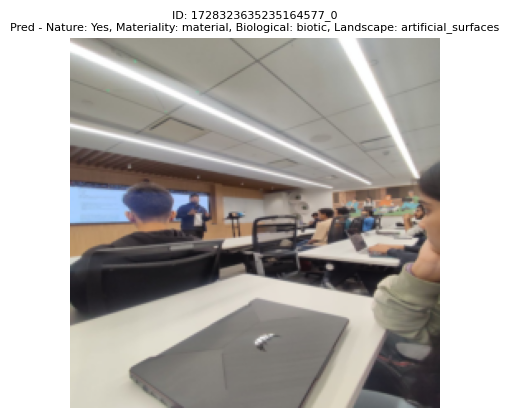 ID: 1728323635235164577_0
Pred - Nature: Yes, Materiality: material, Biological: biotic, Landscape: artificial_surfaces